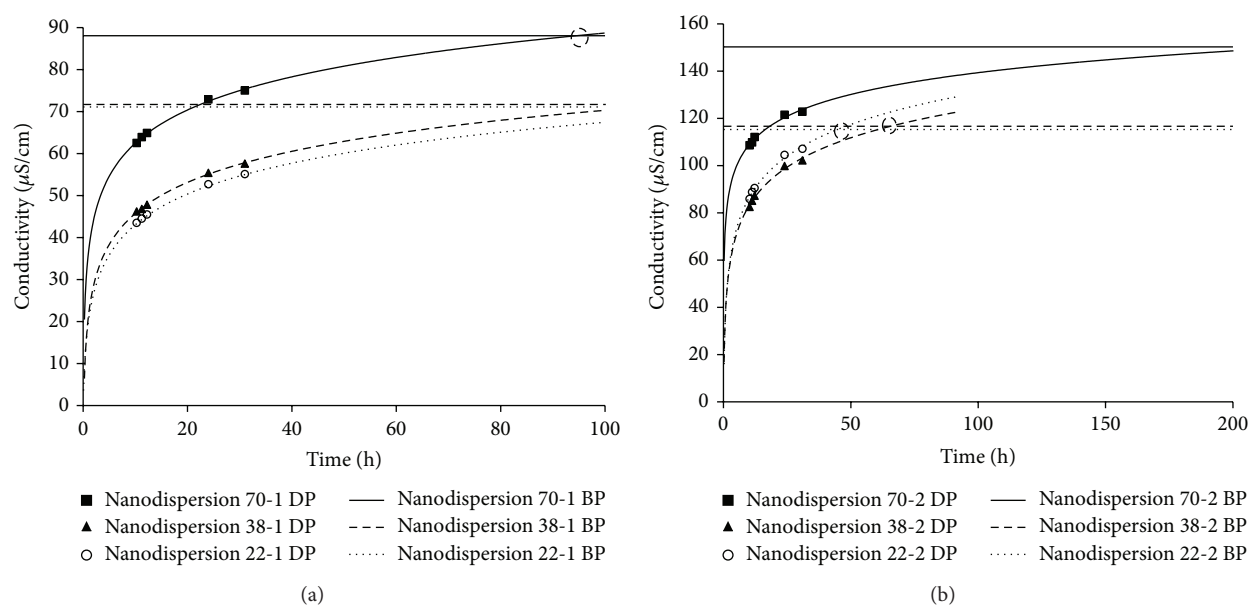 90
80
70
60
50
40
30
20
10
0
Conductivity (μS/cm)
0 20 40 60 80 100
Time (h)
Nanodispersion 70-1 DP
Nanodispersion 38-1 DP
Nanodispersion 22-1 DP
Nanodispersion 70-1 BP
Nanodispersion 38-1 BP
Nanodispersion 22-1 BP
(a)
160
140
120
100
80
60
40
20
0
Conductivity (μS/cm)
0 50 100 150 200
Time (h)
Nanodispersion 70-2 DP
Nanodispersion 38-2 DP
Nanodispersion 22-2 DP
Nanodispersion 70-2 BP
Nanodispersion 38-2 BP
Nanodispersion 22-2 BP
(b)